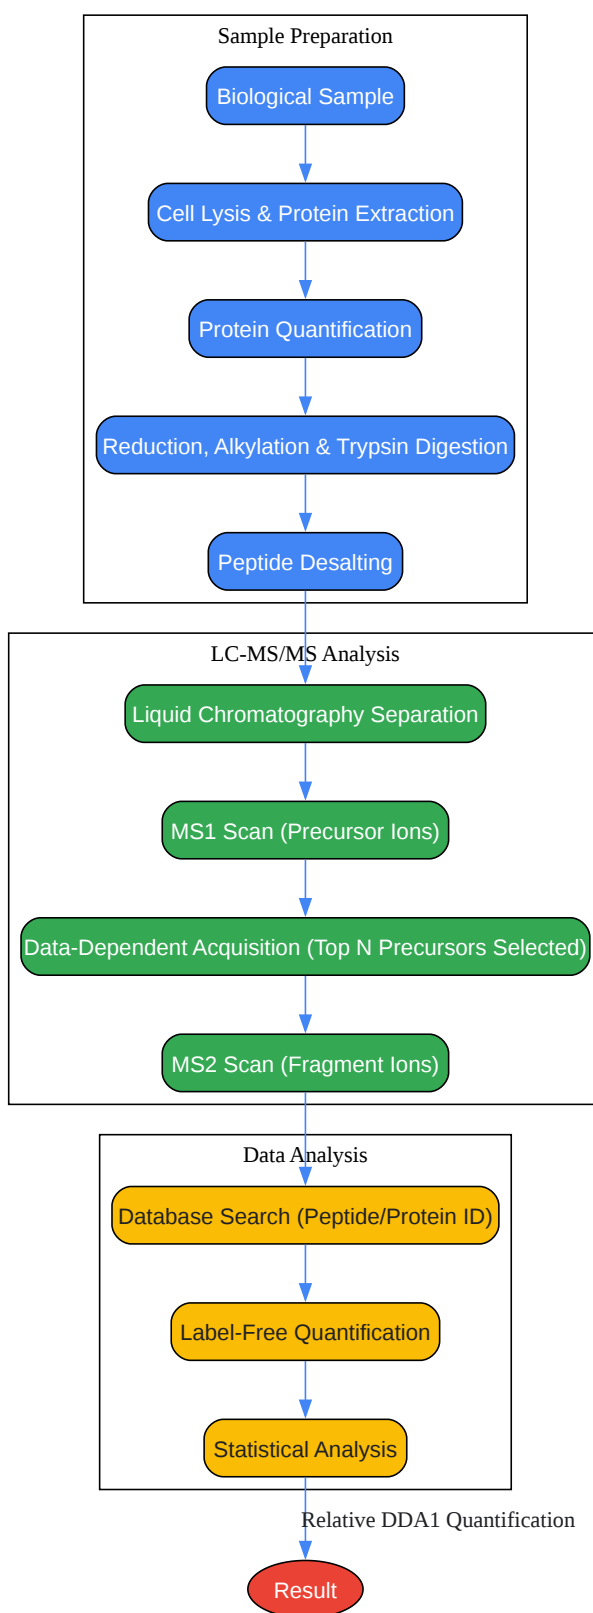 Sample Preparation
Biological Sample
Cell Lysis & Protein Extraction
Protein Quantification
Reduction, Alkylation & Trypsin Digestion
Peptide Desalting
LC-MS/MS Analysis
Liquid Chromatography Separation
MS1 Scan (Precursor Ions)
Data-Dependent Acquisition (Top N Precursors Selected)
MS2 Scan (Fragment Ions)
Data Analysis
Database Search (Peptide/Protein ID)
Label-Free Quantification
Statistical Analysis
Relative DDA1 Quantification
Result